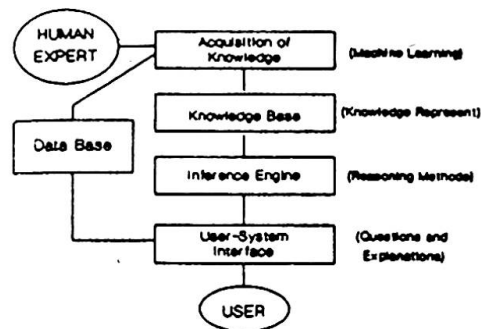 HUMAN
EXPERT
Acquisition of
Knowledge
(Machine Learning)
Data Base
Knowledge Base
(Knowledge Represent)
Inference Engine
(Reasoning Methods)
User-System
Interface
(Questions and
Explanations)
USER